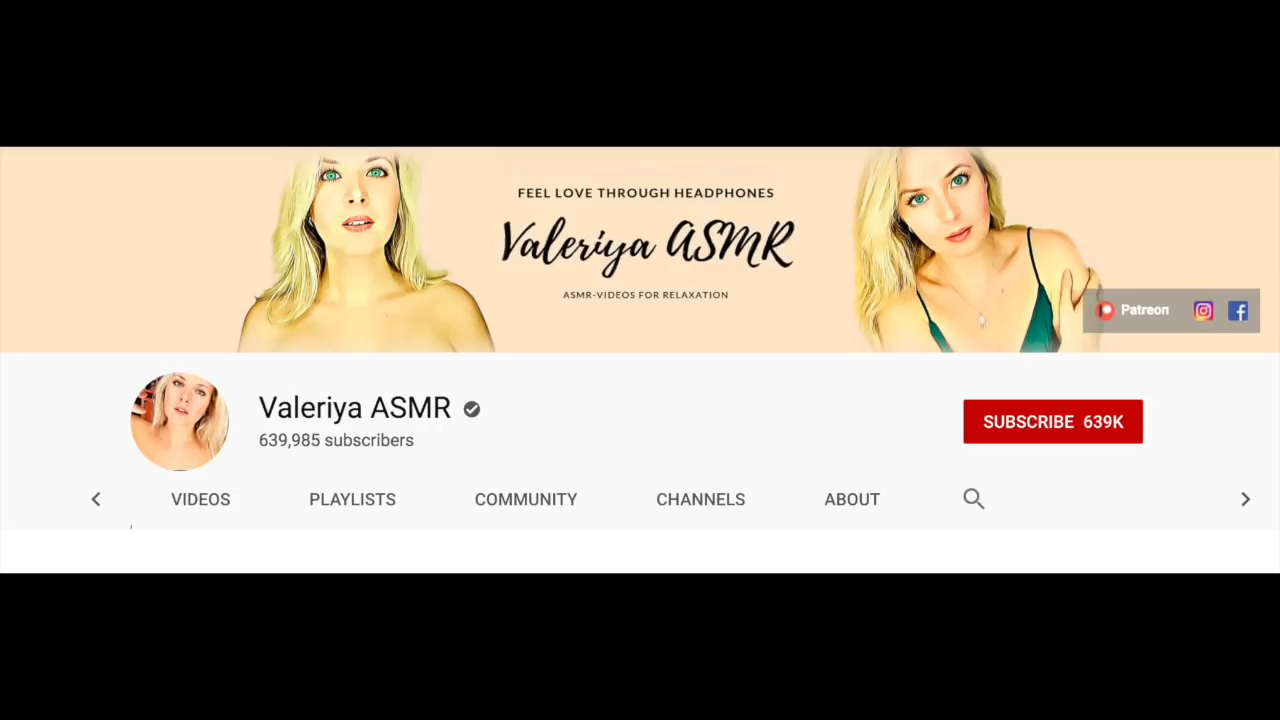 FEEL LOVE THROUGH HEADPHONES
Valeriya ASMR
ASMR-VIDEOS FOR RELAXATION
Patreon
Valeriya ASMR
639,985 subscribers
SUBSCRIBE 639K
VIDEOS PLAYLISTS COMMUNITY CHANNELS ABOUT